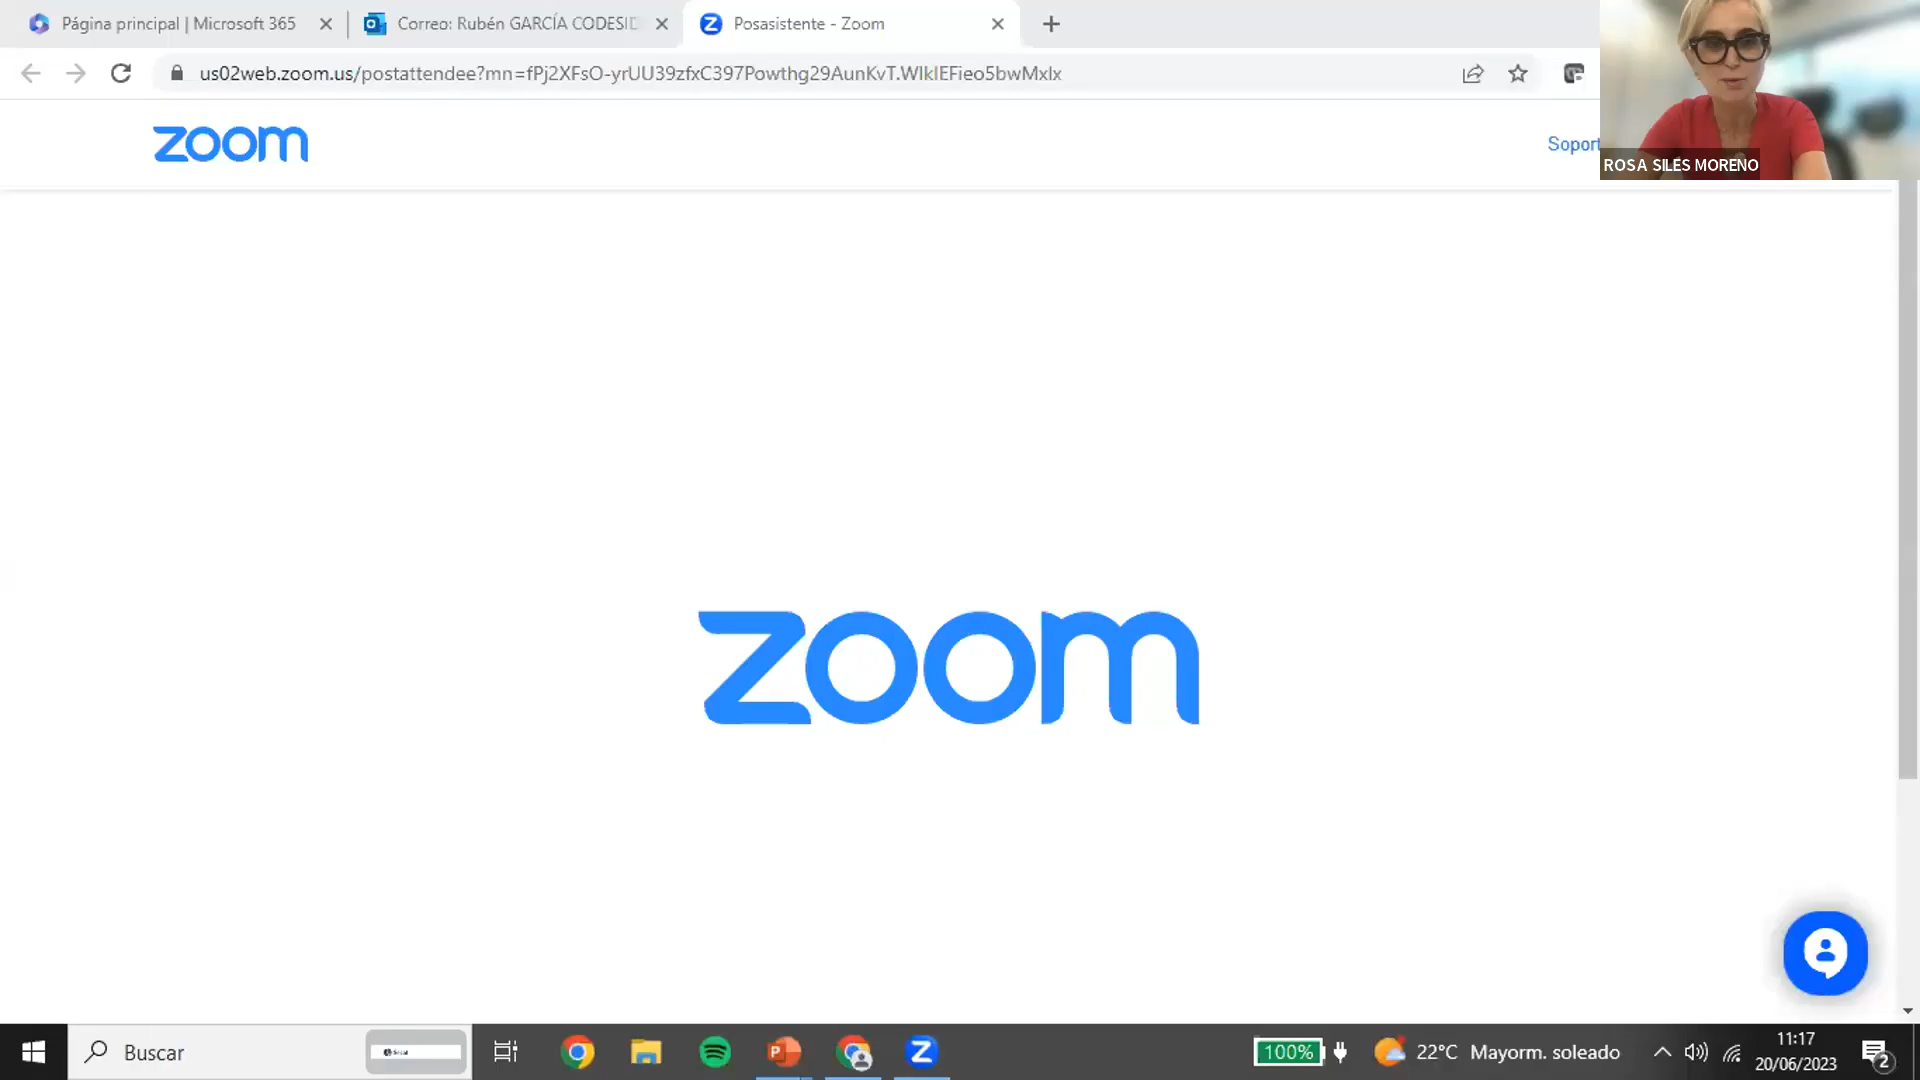 Página principal | Microsoft 365
Correo: Rubén GARCÍA CODESID
Posasistente - Zoom
us02web.zoom.us/postattendee?mn=fPj2XFsO-yrUU39zfxC397Powthg29AunKvT.WIkIEFieo5bwMxIx
zoom
Soport
ROSA SILES MORENO
zoom
Buscar
100%
22°C Mayorm. soleado
11:17
20/06/2023
2